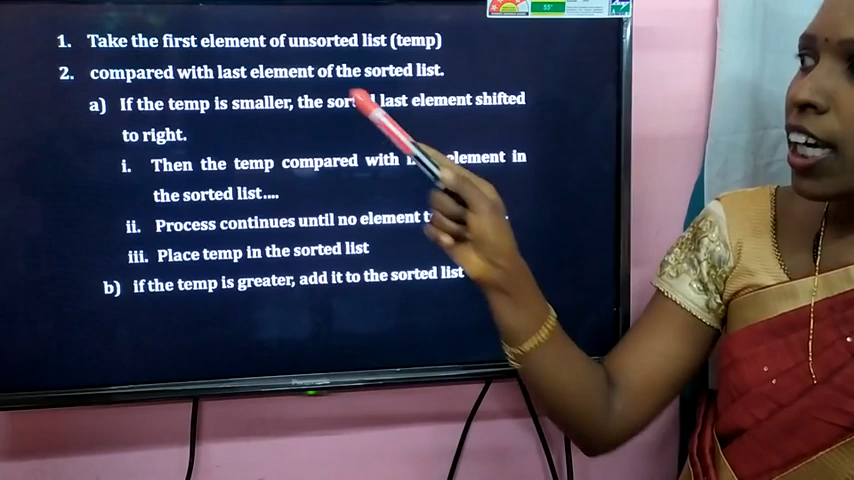 1. Take the first element of unsorted list (temp)
2. compared with last element of the sorted list.
a) If the temp is smaller, the last element shifted
to right.
i. Then the temp compared with element in
the sorted list....
ii. Process continues until no element
iii. Place temp in the sorted list
b) if the temp is greater, add it to the sorted list
55"